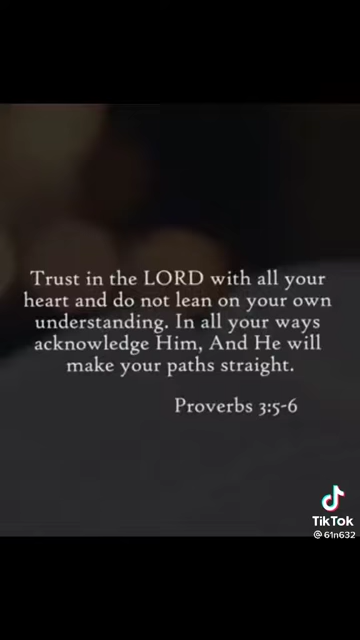 Trust in the LORD with all your
heart and do not lean on your own
understanding. In all your ways
acknowledge Him, And He will
make your paths straight.
Proverbs 3:5-6
TikTok
@61n632